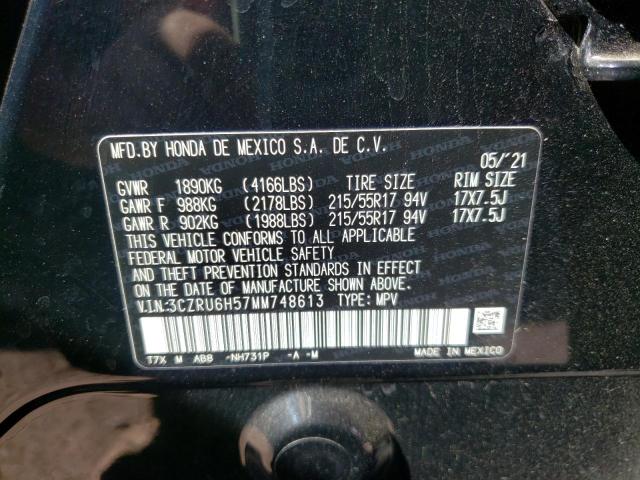 MFD.BY HONDA DE MEXICO S.A. DE C.V.
05/'21
GVWR 1890KG (4166LBS) TIRE SIZE RIM SIZE
GAWR F 988KG (2178LBS) 215/55R17 94V 17X7.5J
GAWR R 902KG (1988LBS) 215/55R17 94V 17X7.5J
THIS VEHICLE CONFORMS TO ALL APPLICABLE
FEDERAL MOTOR VEHICLE SAFETY
AND THEFT PREVENTION STANDARDS IN EFFECT
ON THE DATE OF MANUFACTURE SHOWN ABOVE.
V.I.N:3CZRU6H57MM748613 TYPE: MPV
T7X M ABB -NH731P -A -M MADE IN MEXICO